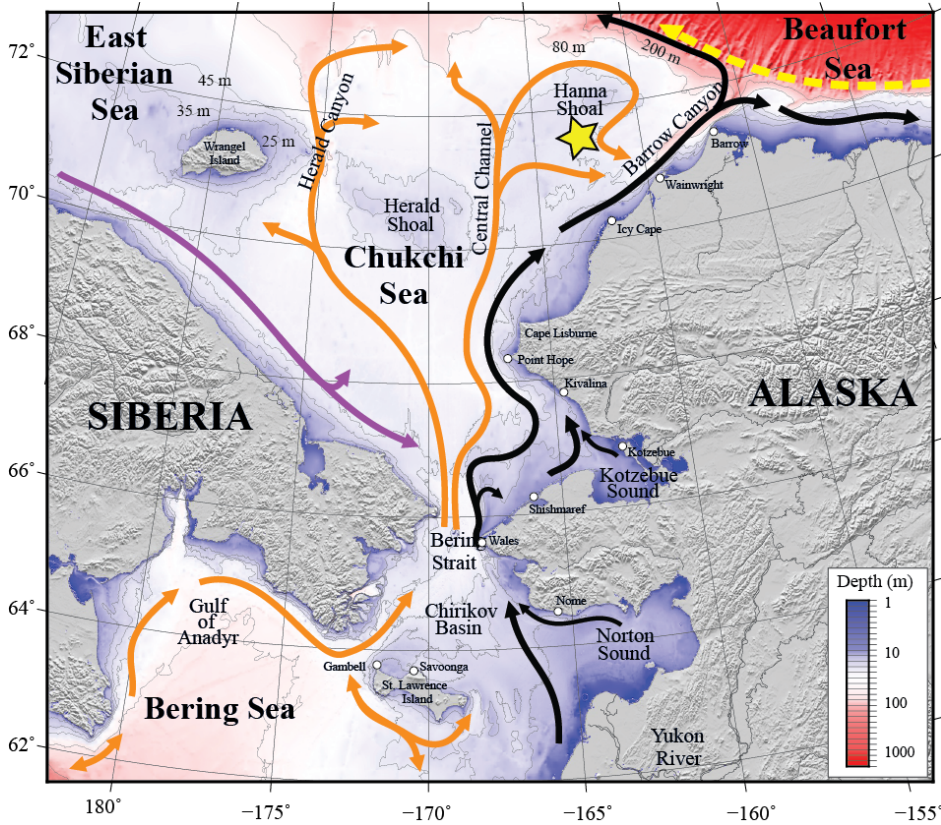 72°
70°
68°
66°
64°
62°
180°
−175°
−170°
−165°
−160°
−155°
East
Siberian
Sea
45 m
35 m
25 m
Wrangel
Island
Herald Canyon
Herald
Shoal
Chukchi
Sea
Central Channel
80 m
200 m
Hanna
Shoal
Barrow Canyon
Beaufort
Sea
Barrow
Wainwright
Icy Cape
Cape Lisburne
Point Hope
Kivalina
ALASKA
SIBERIA
Kotzebue
Kotzebue
Sound
Shishmaref
Berin
Strait
Wales
Gulf
of
Anadyr
Chirikov
Basin
Nome
Norton
Sound
Gambell
Savoonga
St. Lawrence
Island
Bering Sea
Yukon
River
Depth (m)
1
10
100
1000